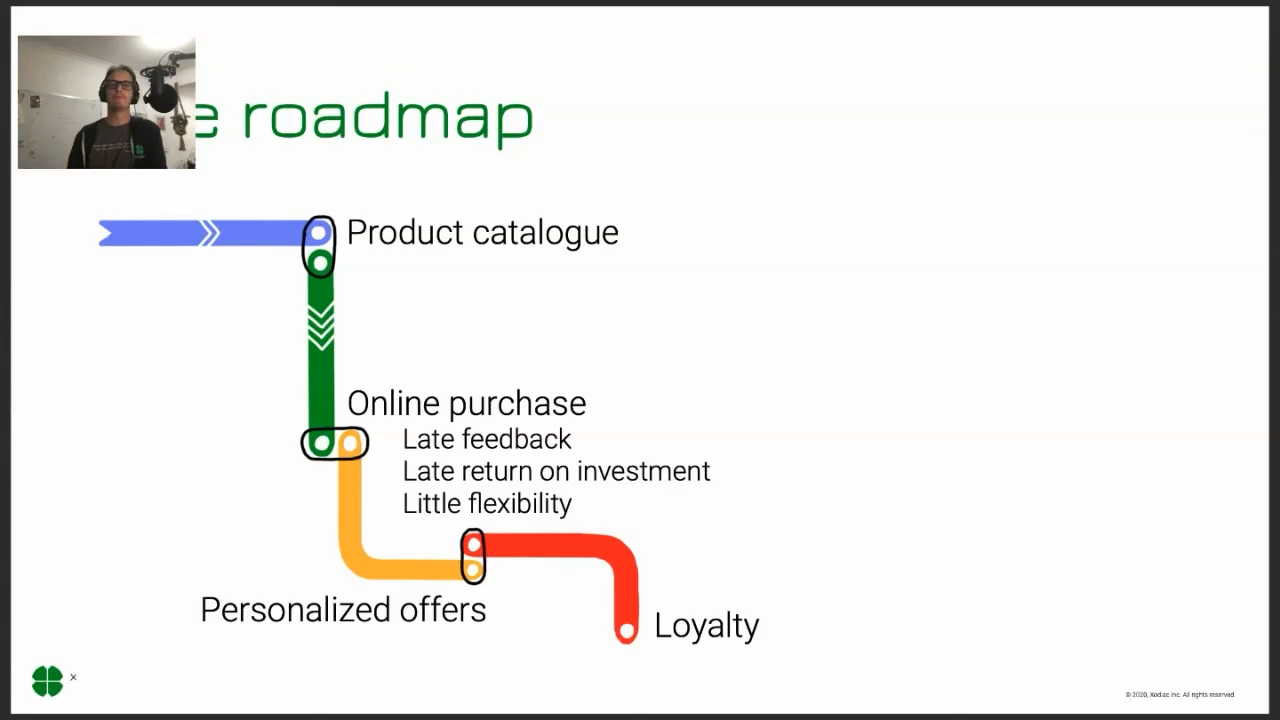 e roadmap
Product catalogue
Online purchase
Late feedback
Late return on investment
Little flexibility
Personalized offers
Loyalty
x
© 2020, Xodiac Inc. All rights reserved